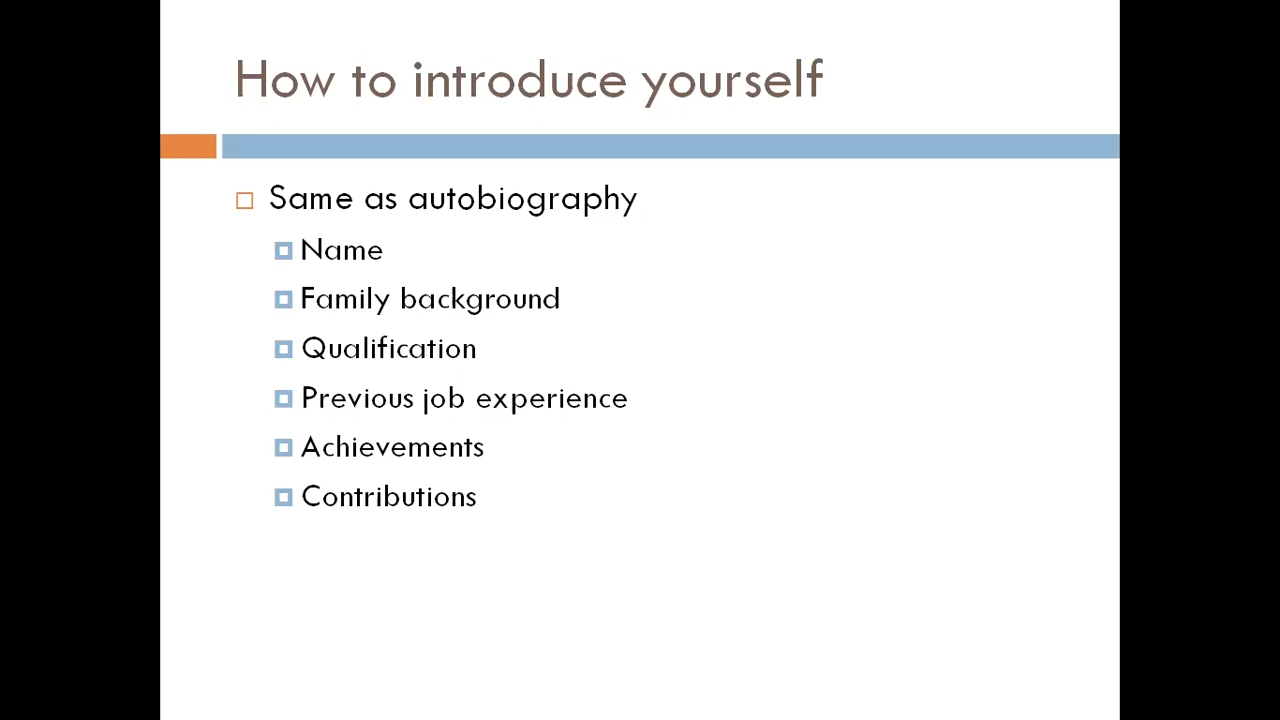 How to introduce yourself
Same as autobiography
Name
Family background
Qualification
Previous job experience
Achievements
Contributions